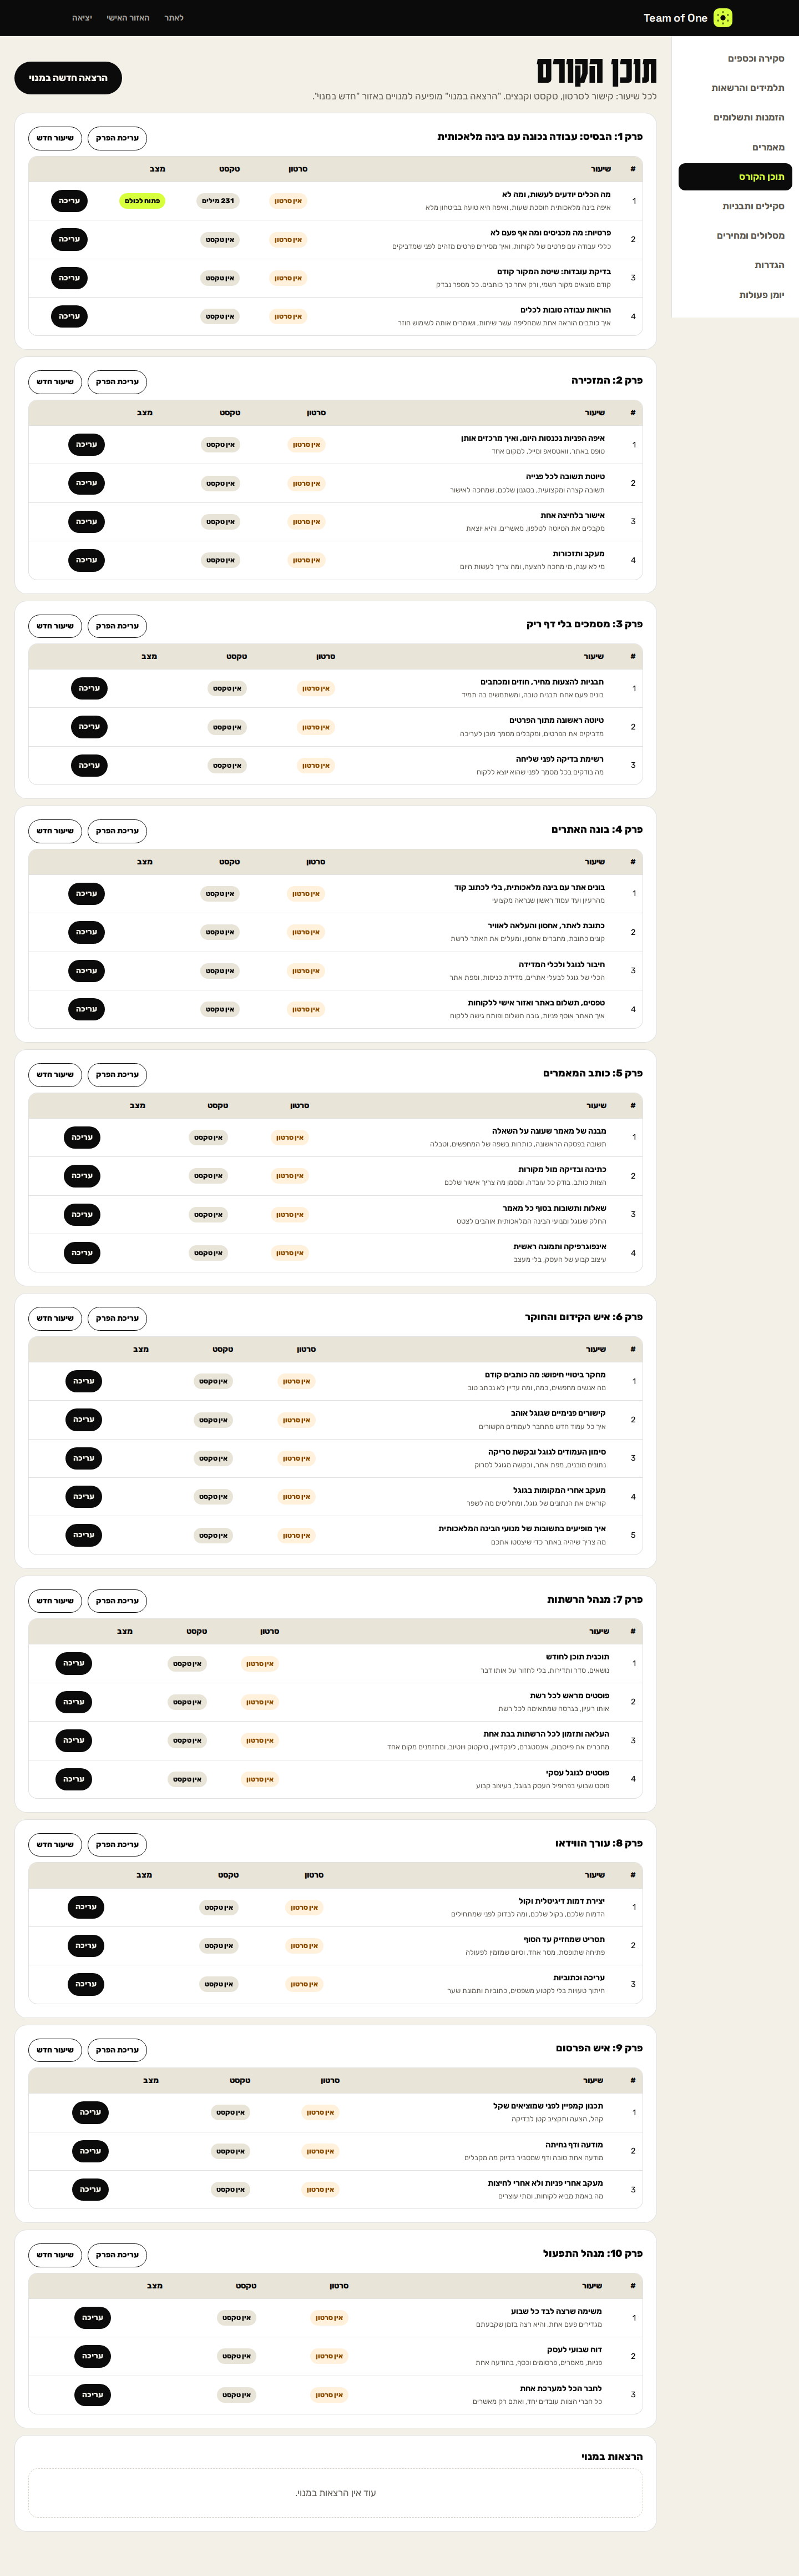 Team of One
לאתר
האזור האישי
יציאה
סקירה וכספים
תלמידים והרשאות
הזמנות ותשלומים
מאמרים
תוכן הקורס
סקילים ותבניות
מסלולים ומחירים
הגדרות
יומן פעולות
תוכן הקורס
לכל שיעור: קישור לסרטון, טקסט וקבצים. "הרצאה במנוי" מופיעה למנויים באזור "חדש במנוי".
הרצאה חדשה במנוי
פרק 1: הבסיס: עבודה נכונה עם בינה מלאכותית
עריכת הפרק שיעור חדש
# שיעור סרטון טקסט מצב
1 מה הכלים יודעים לעשות, ומה לא אין סרטון 231 מילים פתוח לכולם עריכה
איפה בינה מלאכותית חוסכת שעות, ואיפה היא טועה בביטחון מלא
2 פרטיות: מה מכניסים ומה אף פעם לא אין סרטון אין טקסט עריכה
כללי עבודה עם פרטים של לקוחות, ואיך מסירים פרטים מזהים לפני שמדביקים
3 בדיקת עובדות: שיטת המקור קודם אין סרטון אין טקסט עריכה
קודם מוצאים מקור רשמי, ורק אחר כך כותבים. כל מספר נבדק
4 הוראות עבודה טובות לכלים אין סרטון אין טקסט עריכה
איך כותבים הוראה אחת שמחליפה עשר שיחות, ושומרים אותה לשימוש חוזר
פרק 2: המזכירה
עריכת הפרק שיעור חדש
# שיעור סרטון טקסט מצב
1 איפה הפניות נכנסות היום, ואיך מרכזים אותן אין סרטון אין טקסט עריכה
טופס באתר, וואטסאפ ומייל, למקום אחד
2 טיוטת תשובה לכל פנייה אין סרטון אין טקסט עריכה
תשובה קצרה ומקצועית, בסגנון שלכם, שמחכה לאישור
3 אישור בלחיצה אחת אין סרטון אין טקסט עריכה
מקבלים את הטיוטה לטלפון, מאשרים, והיא יוצאת
4 מעקב ותזכורות אין סרטון אין טקסט עריכה
מי לא ענה, מי מחכה להצעה, ומה צריך לעשות היום
פרק 3: מסמכים בלי דף ריק
עריכת הפרק שיעור חדש
# שיעור סרטון טקסט מצב
1 תבניות להצעות מחיר, חוזים ומכתבים אין סרטון אין טקסט עריכה
בונים פעם אחת תבנית טובה, ומשתמשים בה תמיד
2 טיוטה ראשונה מתוך הפרטים אין סרטון אין טקסט עריכה
מדביקים את הפרטים, ומקבלים מסמך מוכן לעריכה
3 רשימת בדיקה לפני שליחה אין סרטון אין טקסט עריכה
מה בודקים בכל מסמך לפני שהוא יוצא ללקוח
פרק 4: בונה האתרים
עריכת הפרק שיעור חדש
# שיעור סרטון טקסט מצב
1 בונים אתר עם בינה מלאכותית, בלי לכתוב קוד אין סרטון אין טקסט עריכה
מהרעיון ועד עמוד ראשון שנראה מקצועי
2 כתובת לאתר, אחסון והעלאה לאוויר אין סרטון אין טקסט עריכה
קונים כתובת, מחברים אחסון, ומעלים את האתר לרשת
3 חיבור לגוגל ולכלי המדידה אין סרטון אין טקסט עריכה
הכלי של גוגל לבעלי אתרים, מדידת כניסות, ומפת אתר
4 טפסים, תשלום באתר ואזור אישי ללקוחות אין סרטון אין טקסט עריכה
איך האתר אוסף פניות, גובה תשלום ופותח גישה ללקוח
פרק 5: כותב המאמרים
עריכת הפרק שיעור חדש
# שיעור סרטון טקסט מצב
1 מבנה של מאמר שעונה על השאלה אין סרטון אין טקסט עריכה
תשובה בפסקה הראשונה, כותרות בשפה של המחפשים, וטבלה
2 כתיבה ובדיקה מול מקורות אין סרטון אין טקסט עריכה
הצוות כותב, בודק כל עובדה, ומסמן מה צריך אישור שלכם
3 שאלות ותשובות בסוף כל מאמר אין סרטון אין טקסט עריכה
החלק שגוגל ומנועי הבינה המלאכותית אוהבים לצטט
4 אינפוגרפיקה ותמונה ראשית אין סרטון אין טקסט עריכה
עיצוב קבוע של העסק, בלי מעצב
פרק 6: איש הקידום והחוקר
עריכת הפרק שיעור חדש
# שיעור סרטון טקסט מצב
1 מחקר ביטויי חיפוש: מה כותבים קודם אין סרטון אין טקסט עריכה
מה אנשים מחפשים, כמה, ומה עדיין לא נכתב טוב
2 קישורים פנימיים שגוגל אוהב אין סרטון אין טקסט עריכה
איך כל עמוד חדש מתחבר לעמודים הקשורים
3 סימון העמודים לגוגל ובקשת סריקה אין סרטון אין טקסט עריכה
נתונים מובנים, מפת אתר, ובקשה מגוגל לסרוק
4 מעקב אחרי המקומות בגוגל אין סרטון אין טקסט עריכה
קוראים את הנתונים של גוגל, ומחליטים מה לשפר
5 איך מופיעים בתשובות של מנועי הבינה המלאכותית אין סרטון אין טקסט עריכה
מה צריך שיהיה באתר כדי שיצטטו אתכם
פרק 7: מנהל הרשתות
עריכת הפרק שיעור חדש
# שיעור סרטון טקסט מצב
1 תוכנית תוכן לחודש אין סרטון אין טקסט עריכה
נושאים, סדר ותדירות, בלי לחזור על אותו דבר
2 פוסטים מראש לכל רשת אין סרטון אין טקסט עריכה
אותו רעיון, בגרסה שמתאימה לכל רשת
3 העלאה ותזמון לכל הרשתות בבת אחת אין סרטון אין טקסט עריכה
מחברים את פייסבוק, אינסטגרם, לינקדאין, טיקטוק ויוטיוב, ומתזמנים מקום אחד
4 פוסטים לגוגל עסקי אין סרטון אין טקסט עריכה
פוסט שבועי בפרופיל העסק בגוגל, בעיצוב קבוע
פרק 8: עורך הווידאו
עריכת הפרק שיעור חדש
# שיעור סרטון טקסט מצב
1 יצירת דמות דיגיטלית וקול אין סרטון אין טקסט עריכה
הדמות שלכם, בקול שלכם, ומה לבדוק לפני שמתחילים
2 תסריט שמחזיק עד הסוף אין סרטון אין טקסט עריכה
פתיחה שתופסת, מסר אחד, וסיום שמזמין לפעולה
3 עריכה וכתוביות אין סרטון אין טקסט עריכה
חיתוך טעויות בלי לקטוע משפטים, כתוביות ותמונת שער
פרק 9: איש הפרסום
עריכת הפרק שיעור חדש
# שיעור סרטון טקסט מצב
1 תכנון קמפיין לפני שמוציאים שקל אין סרטון אין טקסט עריכה
קהל, הצעה ותקציב קטן לבדיקה
2 מודעה ודף נחיתה אין סרטון אין טקסט עריכה
מודעה אחת טובה ודף שמסביר בדיוק מה מקבלים
3 מעקב אחרי פניות ולא אחרי לחיצות אין סרטון אין טקסט עריכה
מה באמת מביא לקוחות, ומתי עוצרים
פרק 10: מנהל התפעול
עריכת הפרק שיעור חדש
# שיעור סרטון טקסט מצב
1 משימה שרצה לבד כל שבוע אין סרטון אין טקסט עריכה
מגדירים פעם אחת, והיא רצה בזמן שקבעתם
2 דוח שבועי לעסק אין סרטון אין טקסט עריכה
פניות, מאמרים, פרסומים וכסף, בהודעה אחת
3 לחבר הכל למערכת אחת אין סרטון אין טקסט עריכה
כל חברי הצוות עובדים יחד, ואתם רק מאשרים
הרצאות במנוי
עוד אין הרצאות במנוי.